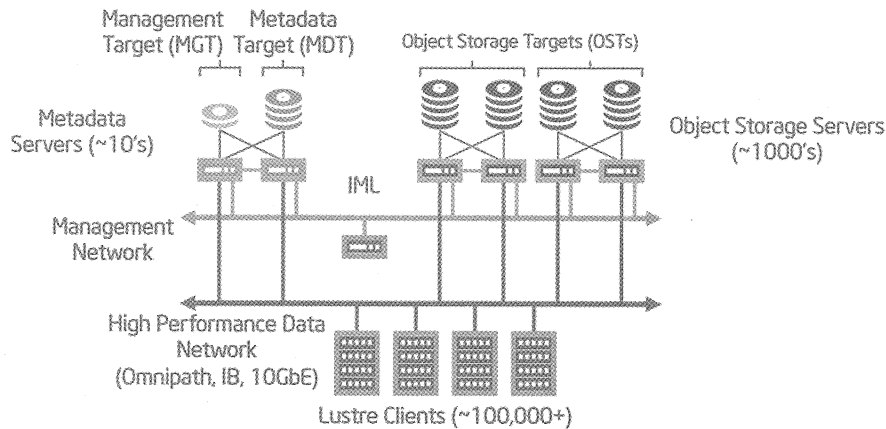 Management
Target (MGT)
Metadata
Target (MDT)
Object Storage Targets (OSTs)
Metadata
Servers (~10's)
Object Storage Servers
(~1000's)
IML
Management
Network
High Performance Data
Network
(Omnipath, IB, 10GbE)
Lustre Clients (~100,000+)